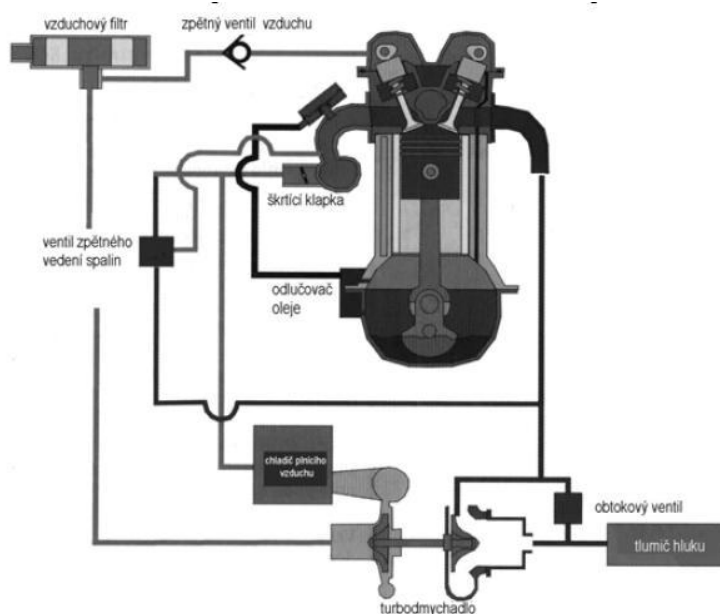 vzduchový filtr
zpětný ventil vzduchu
škrtící klapka
ventil zpětného
vedení spalin
odlučovač
oleje
chladič plnicího
vzduchu
obtokový ventil
tlumič hluku
turbodmychadlo